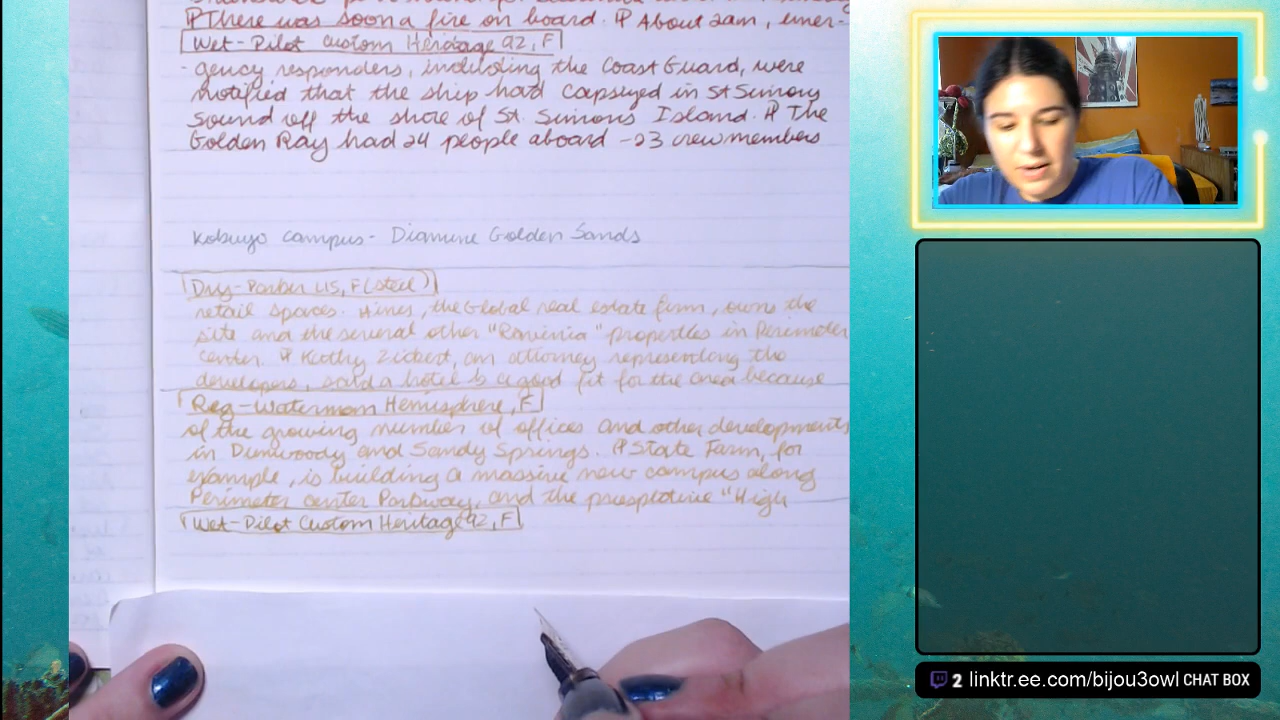 There was soon a fire on board. ¶ About 2am, emer-
Wet-Pilot Custom Heritage 92, F
gency responders, including the Coast Guard, were
notified that the ship had capsized in St Simons
Sound off the shore of St. Simons Island. ¶ The
Golden Ray had 24 people aboard - 23 crewmembers
Kobuyo Campus - Diamine Golden Sands
Dry-Parker 45, F (steel)
retail spaces. Hines, the global real estate firm, owns the
site and the several other "Ravinia" properties in Perimeter
Center. ¶ Kathy Zickert, an attorney representing the
developers, said a hotel is a good fit for the area because
Reg-Waterman Hemisphere, F
of the growing number of offices and other developments
in Dunwoody and Sandy Springs. ¶ State Farm, for
example, is building a massive new campus along
Perimeter Center Parkway, and the "High
Wet-Pilot Custom Heritage 92, F
2 linktr.ee.com/bijou3owl CHAT BOX